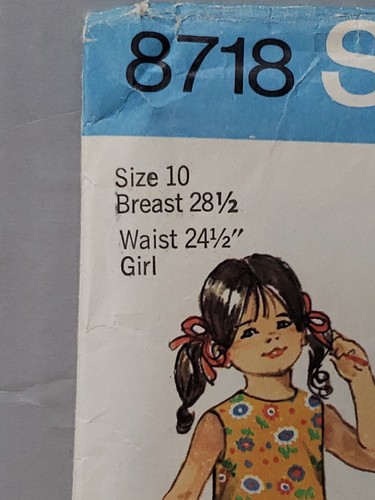 8718 S
Size 10
Breast 28½
Waist 24½"
Girl